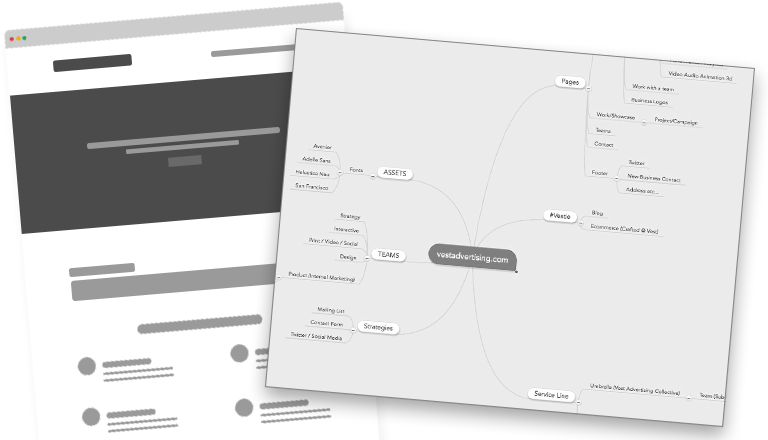 Video Audio Animation 3d
Pages
Work with a team
Business Logos
Work/Showcase
Project/Campaign
Teams
Contact
Footer
Twitter
New Business Contact
Address etc...
Avenier
Adelle Sans
Helvetica Neu
San Francisco
Fonts
ASSETS
#Vestie
Blog
Ecommerce (Crafted @ Vest)
Strategy
Interactive
Print / Video / Social
Design
Product (Internal Marketing)
TEAMS
vestadvertising.com
Mailing List
Contact Form
Twitter / Social Media
Strategies
Service Line
Umbrella (Vest Advertising Collective)
Team (Sub